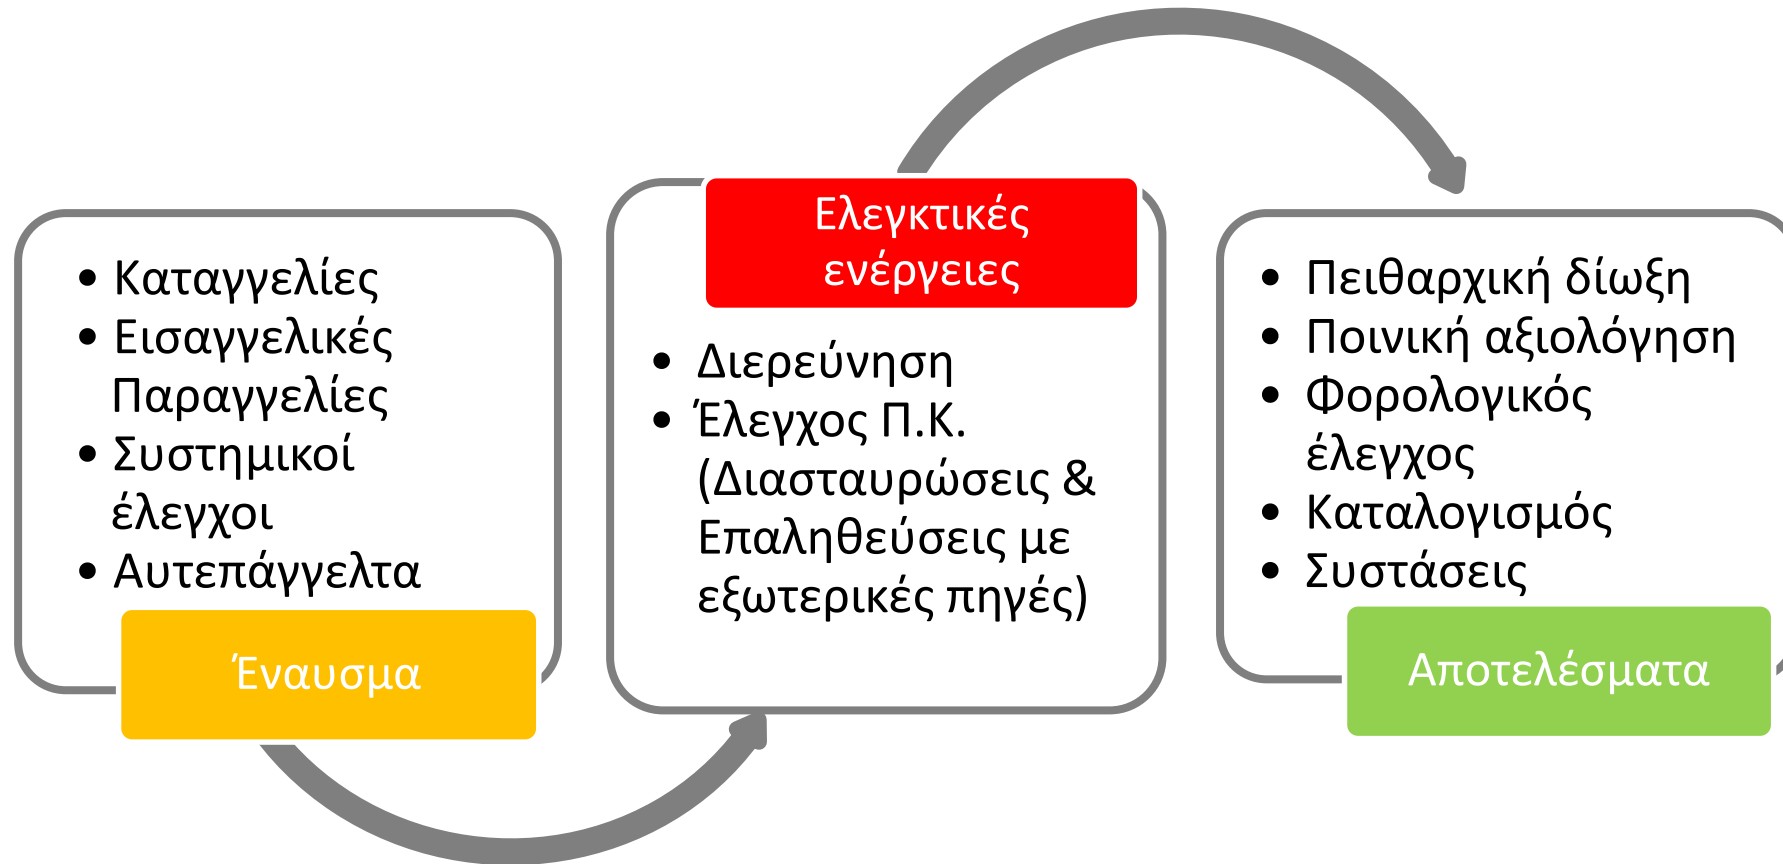 • Καταγγελίες
• Εισαγγελικές
Παραγγελίες
• Συστημικοί
έλεγχοι
• Αυτεπάγγελτα
Έναυσμα
Ελεγκτικές
ενέργειες
• Διερεύνηση
• Έλεγχος Π.Κ.
(Διασταυρώσεις &
Επαληθεύσεις με
εξωτερικές πηγές)
• Πειθαρχική δίωξη
• Ποινική αξιολόγηση
• Φορολογικός
έλεγχος
• Καταλογισμός
• Συστάσεις
Αποτελέσματα